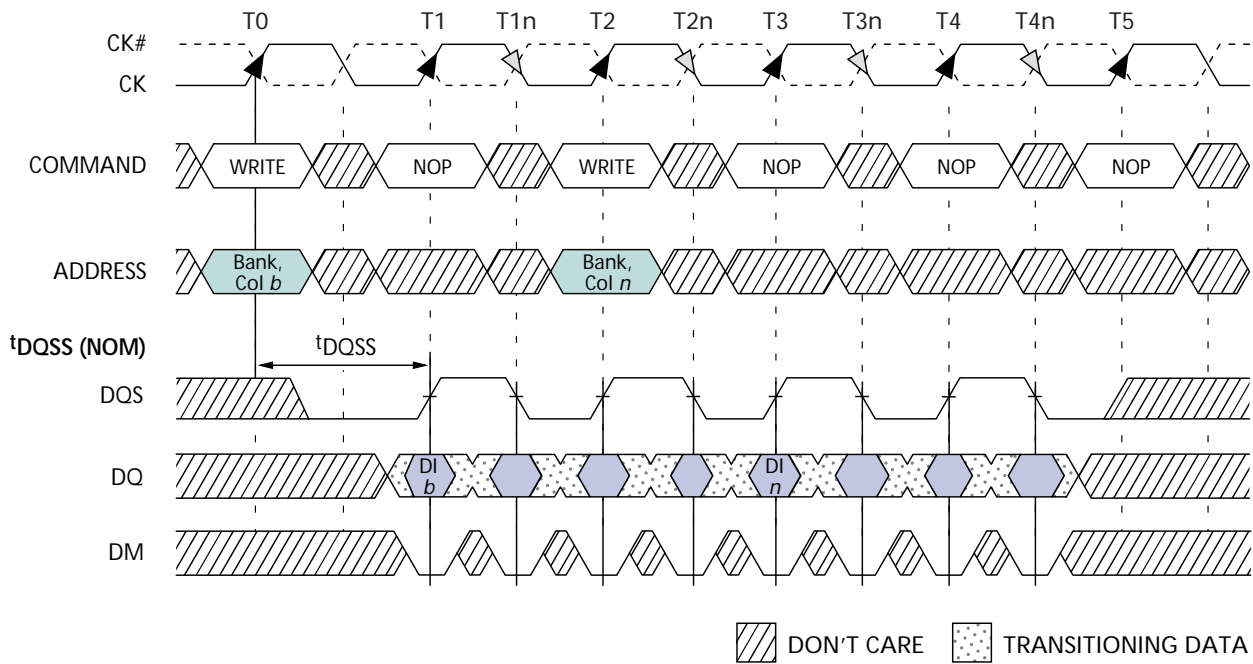 T0 T1 T1n T2 T2n T3 T3n T4 T4n T5
CK#
CK
COMMAND WRITE NOP WRITE NOP NOP NOP
ADDRESS Bank, Col b Bank, Col n
tDQSS (NOM) tDQSS
DQS
DQ DI b DI n
DM
DON'T CARE TRANSITIONING DATA